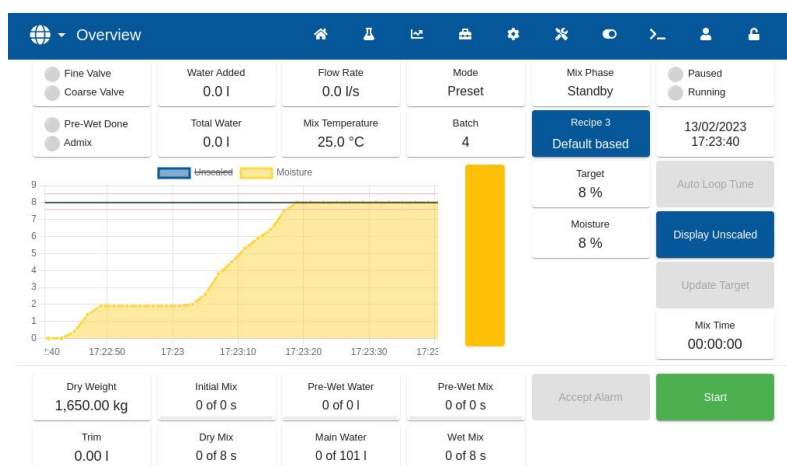 Overview
Fine Valve
Coarse Valve
Water Added
0.0 l
Flow Rate
0.0 l/s
Mode
Preset
Mix Phase
Standby
Paused
Running
Pre-Wet Done
Admix
Total Water
0.0 l
Mix Temperature
25.0 °C
Batch
4
Recipe 3
Default based
13/02/2023
17:23:40
Unscaled
Moisture
9
8
7
6
5
4
3
2
1
0
:40
17:22:50
17:23
17:23:10
17:23:20
17:23:30
17:23
Target
8 %
Auto Loop Tune
Moisture
8 %
Display Unscaled
Update Target
Mix Time
00:00:00
Dry Weight
1,650.00 kg
Initial Mix
0 of 0 s
Pre-Wet Water
0 of 0 l
Pre-Wet Mix
0 of 0 s
Accept Alarm
Start
Trim
0.00 l
Dry Mix
0 of 8 s
Main Water
0 of 101 l
Wet Mix
0 of 8 s